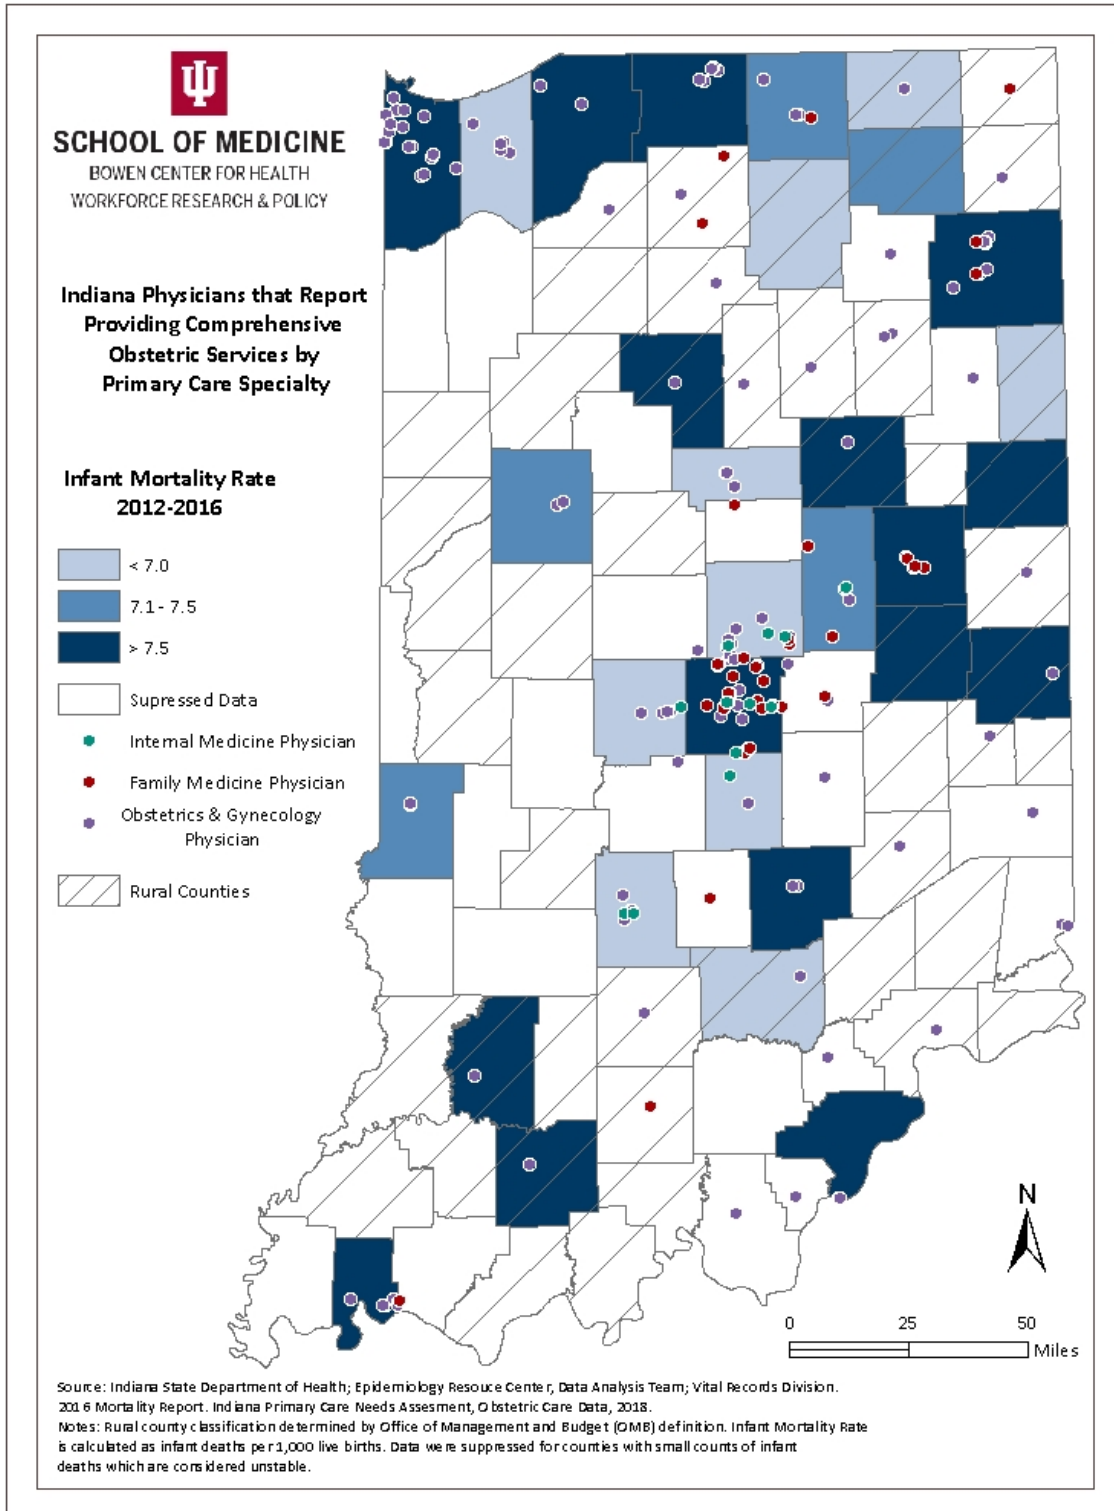 SCHOOL OF MEDICINE
BOWEN CENTER FOR HEALTH
WORKFORCE RESEARCH & POLICY
Indiana Physicians that Report
Providing Comprehensive
Obstetric Services by
Primary Care Specialty
Infant Mortality Rate
2012-2016
< 7.0
7.1 - 7.5
> 7.5
Supressed Data
Internal Medicine Physician
Family Medicine Physician
Obstetrics & Gynecology
Physician
Rural Counties
N
0 25 50
Miles
Source: Indiana State Department of Health; Epidemiology Resouce Center, Data Analysis Team; Vital Records Division.
2016 Mortality Report. Indiana Primary Care Needs Assesment, Obstetric Care Data, 2018.
Notes: Rural county classification determined by Office of Management and Budget (OMB) definition. Infant Mortality Rate
is calculated as infant deaths per 1,000 live births. Data were suppressed for counties with small counts of infant
deaths which are considered unstable.